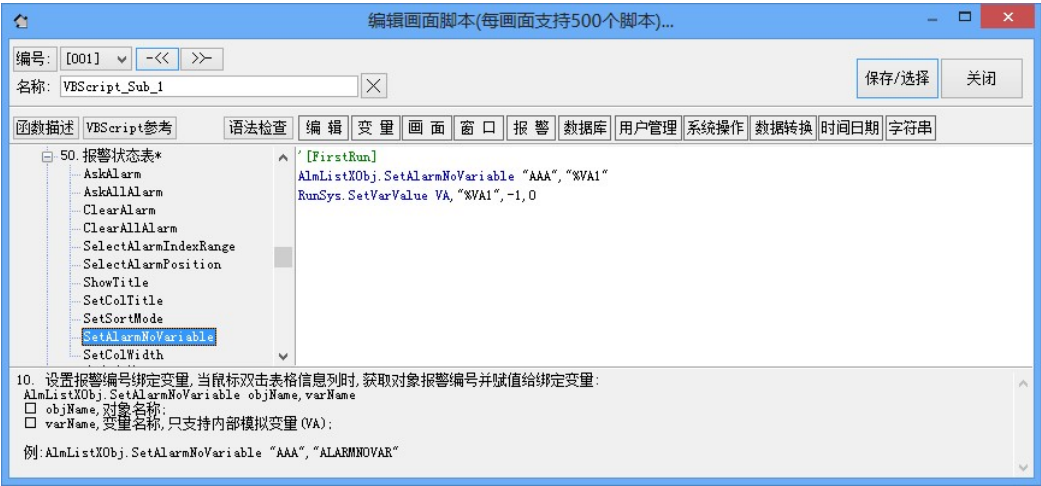 编辑画面脚本(每画面支持500个脚本)...
编号: [001] -<< >>-
名称: VBScript_Sub_1
保存/选择 关闭
函数描述 VBScript参考 语法检查 编 辑 变 量 画 面 窗 口 报 警 数据库 用户管理 系统操作 数据转换 时间日期 字符串
50. 报警状态表*
AskAlarm
AskAllAlarm
ClearAlarm
ClearAllAlarm
SelectAlarmIndexRange
SelectAlarmPosition
ShowTitle
SetColTitle
SetSortMode
SetAlarmNoVariable
SetColWidth
'[FirstRun]
AlmListXObj.SetAlarmNoVariable "AAA","%VA1"
RunSys.SetVarValue VA,"%VA1",-1,0
10. 设置报警编号绑定变量,当鼠标双击表格信息列时,获取对象报警编号并赋值给绑定变量:
AlmListXObj.SetAlarmNoVariable objName,varName
□ objName,对象名称;
□ varName,变量名称,只支持内部模拟变量(VA);
例:AlmListXObj.SetAlarmNoVariable "AAA","ALARMNOVAR"